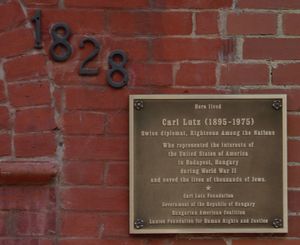 1828
Here lived
Carl Lutz (1895-1975)
Swiss diplomat, Righteous Among the Nations
Who represented the interests of
the United States of America
in Budapest, Hungary
during World War II
and saved the lives of thousands of Jews.
Carl Lutz Foundation
Government of the Republic of Hungary
Hungarian American Coalition
Lantos Foundation for Human Rights and Justice